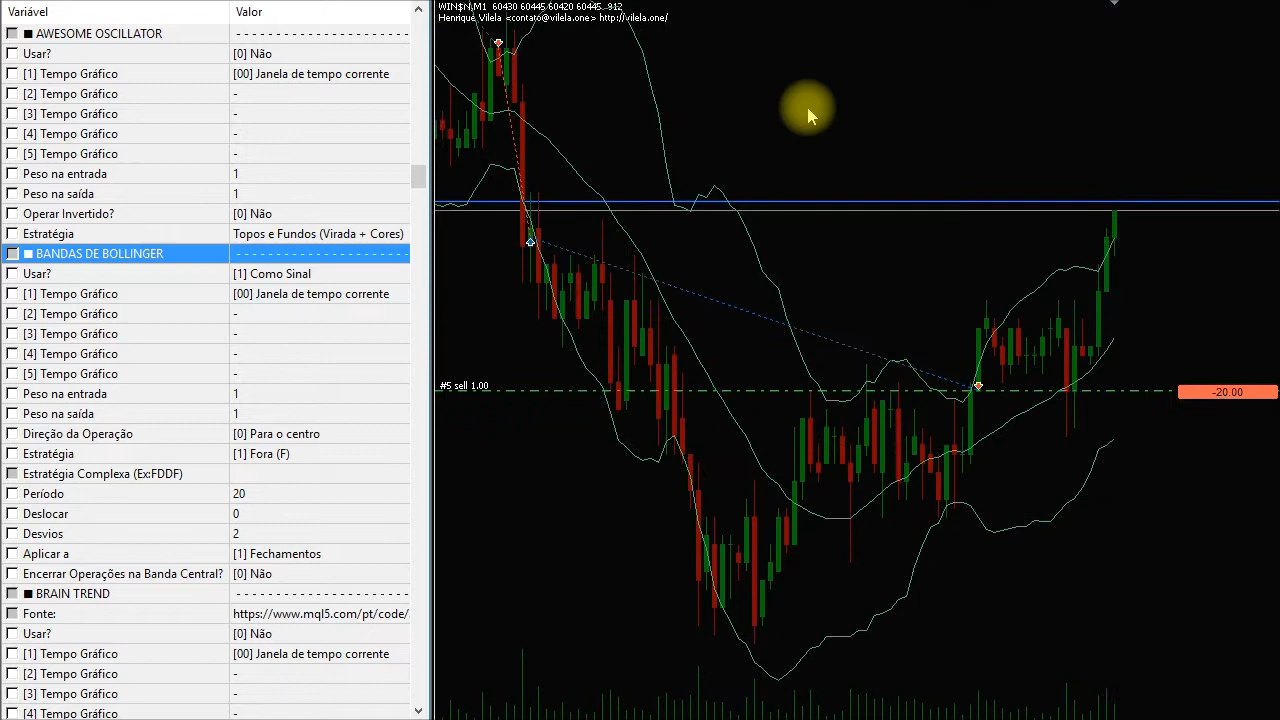 Variável Valor
■ AWESOME OSCILLATOR - - - - - - - - - - - - - - - - - - - - - -
Usar? [0] Não
[1] Tempo Gráfico [00] Janela de tempo corrente
[2] Tempo Gráfico -
[3] Tempo Gráfico -
[4] Tempo Gráfico -
[5] Tempo Gráfico -
Peso na entrada 1
Peso na saída 1
Operar Invertido? [0] Não
Estratégia Topos e Fundos (Virada + Cores)
■ BANDAS DE BOLLINGER - - - - - - - - - - - - - - - - - - - - - -
Usar? [1] Como Sinal
[1] Tempo Gráfico [00] Janela de tempo corrente
[2] Tempo Gráfico -
[3] Tempo Gráfico -
[4] Tempo Gráfico -
[5] Tempo Gráfico -
Peso na entrada 1
Peso na saída 1
Direção da Operação [0] Para o centro
Estratégia [1] Fora (F)
Estratégia Complexa (Ex:FDDF)
Período 20
Deslocar 0
Desvios 2
Aplicar a [1] Fechamentos
Encerrar Operações na Banda Central? [0] Não
■ BRAIN TREND - - - - - - - - - - - - - - - - - - - - - -
Fonte: https://www.mql5.com/pt/code/
Usar? [0] Não
[1] Tempo Gráfico [00] Janela de tempo corrente
[2] Tempo Gráfico -
[3] Tempo Gráfico -
[4] Tempo Gráfico -
WIN$N,M1 60430 60445 60420 60445 912
Henrique Vilela <contato@vilela.one> http://vilela.one/
#5 sell 1.00
-20.00